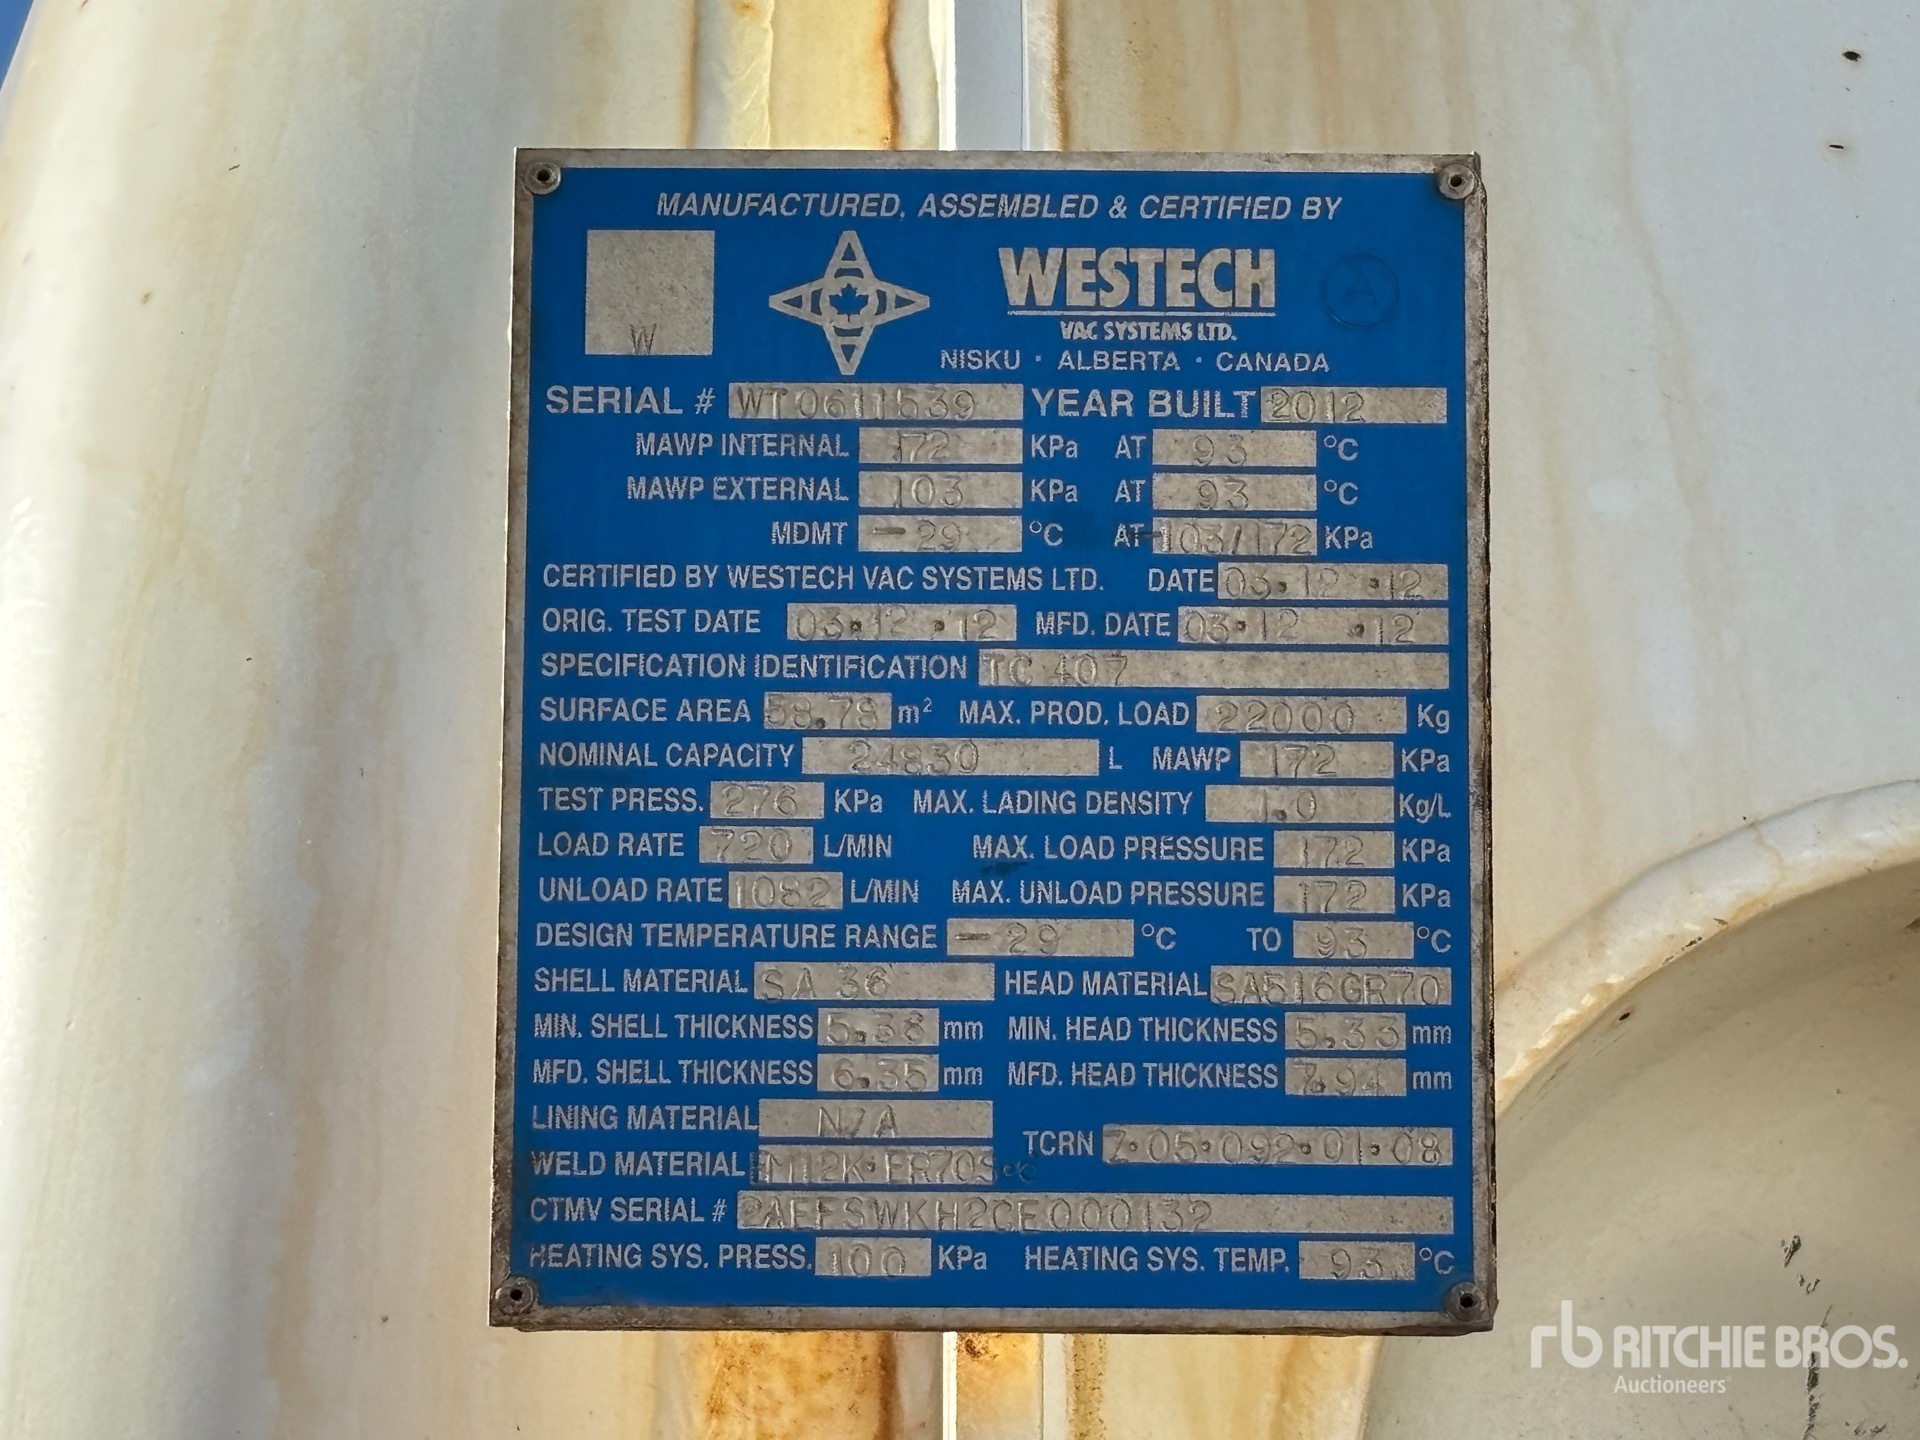 MANUFACTURED, ASSEMBLED & CERTIFIED BY
W
WESTECH
A
VAC SYSTEMS LTD.
NISKU · ALBERTA · CANADA
SERIAL # WT0611539 YEAR BUILT 2012
MAWP INTERNAL 172 KPa AT 93 °C
MAWP EXTERNAL 103 KPa AT 93 °C
MDMT -29 °C AT -103/172 KPa
CERTIFIED BY WESTECH VAC SYSTEMS LTD. DATE 03.12.12
ORIG. TEST DATE 03.12.12 MFD. DATE 03.12.12
SPECIFICATION IDENTIFICATION TC 407
SURFACE AREA 58.78 m² MAX. PROD. LOAD 22000 Kg
NOMINAL CAPACITY 24830 L MAWP 172 KPa
TEST PRESS. 276 KPa MAX. LADING DENSITY 1.0 Kg/L
LOAD RATE 720 L/MIN MAX. LOAD PRESSURE 172 KPa
UNLOAD RATE 1082 L/MIN MAX. UNLOAD PRESSURE 172 KPa
DESIGN TEMPERATURE RANGE -29 °C TO 93 °C
SHELL MATERIAL SA 36 HEAD MATERIAL SA516GR70
MIN. SHELL THICKNESS 5.38 mm MIN. HEAD THICKNESS 5.33 mm
MFD. SHELL THICKNESS 6.35 mm MFD. HEAD THICKNESS 7.94 mm
LINING MATERIAL N/A
TCRN 7.05.092.01.08
WELD MATERIAL EM12K.ER70S.6
CTMV SERIAL # 2AEFSWKH2CE000132
HEATING SYS. PRESS. 100 KPa HEATING SYS. TEMP. 93 °C
rb RITCHIE BROS.
Auctioneers